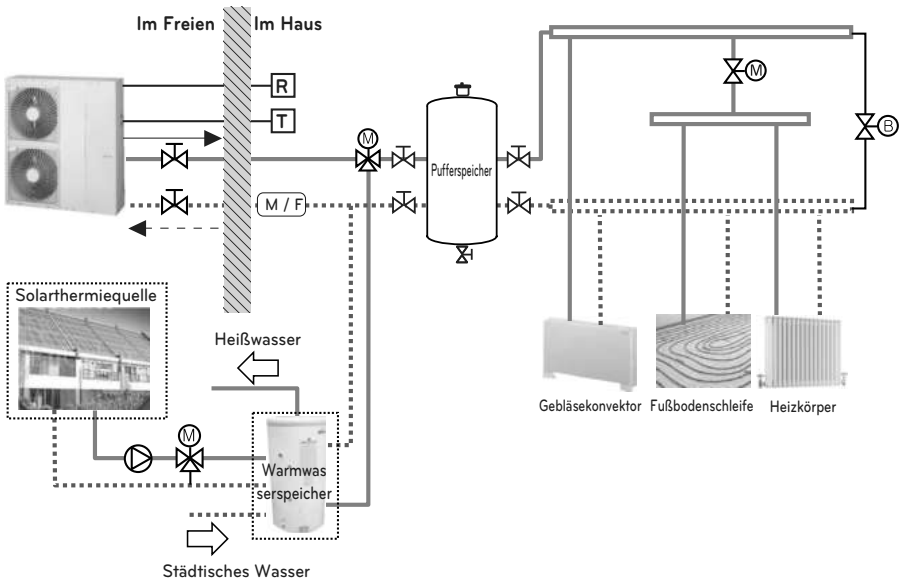 Im Freien
Im Haus
R
T
M
M
B
Pufferspeicher
M / F
Solarthermiequelle
Heißwasser
Gebläsekonvektor
Fußbodenschleife
Heizkörper
M
Warmwas
serspeicher
Städtisches Wasser